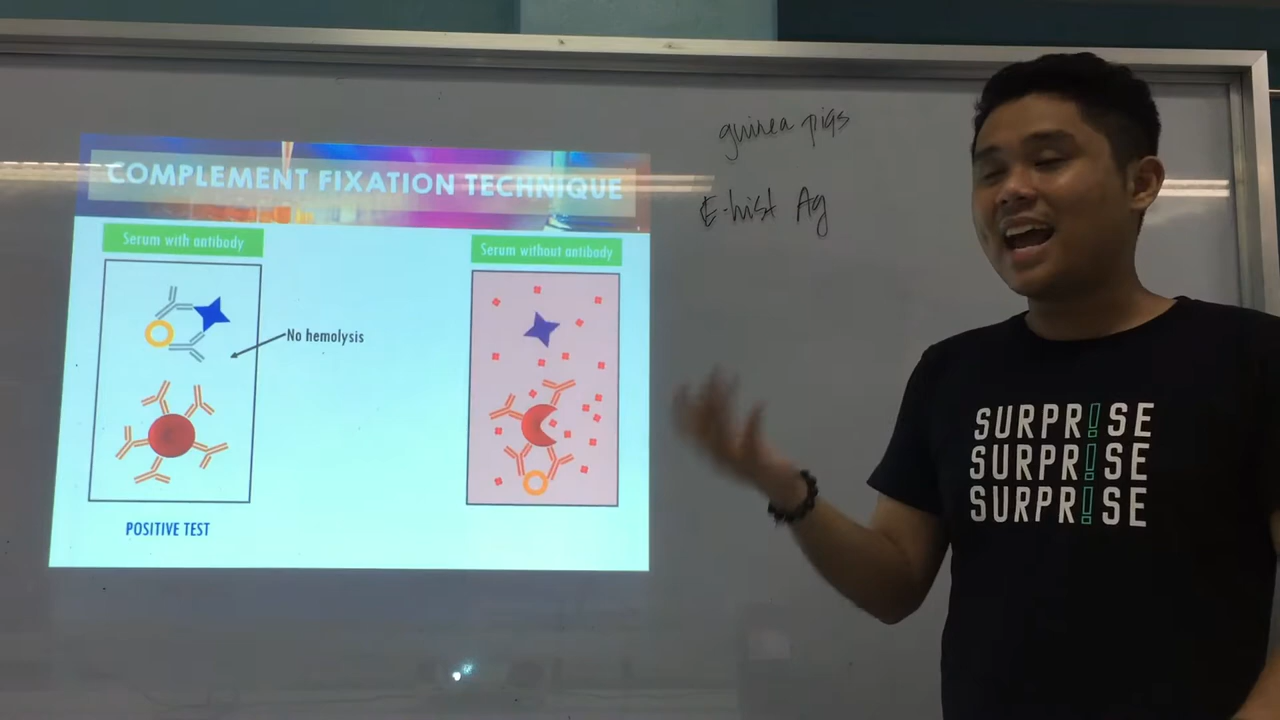 COMPLEMENT FIXATION TECHNIQUE
Serum with antibody
Serum without antibody
No hemolysis
POSITIVE TEST
guinea pigs
E-hist Ag
SURPR!SE
SURPR!SE
SURPR!SE